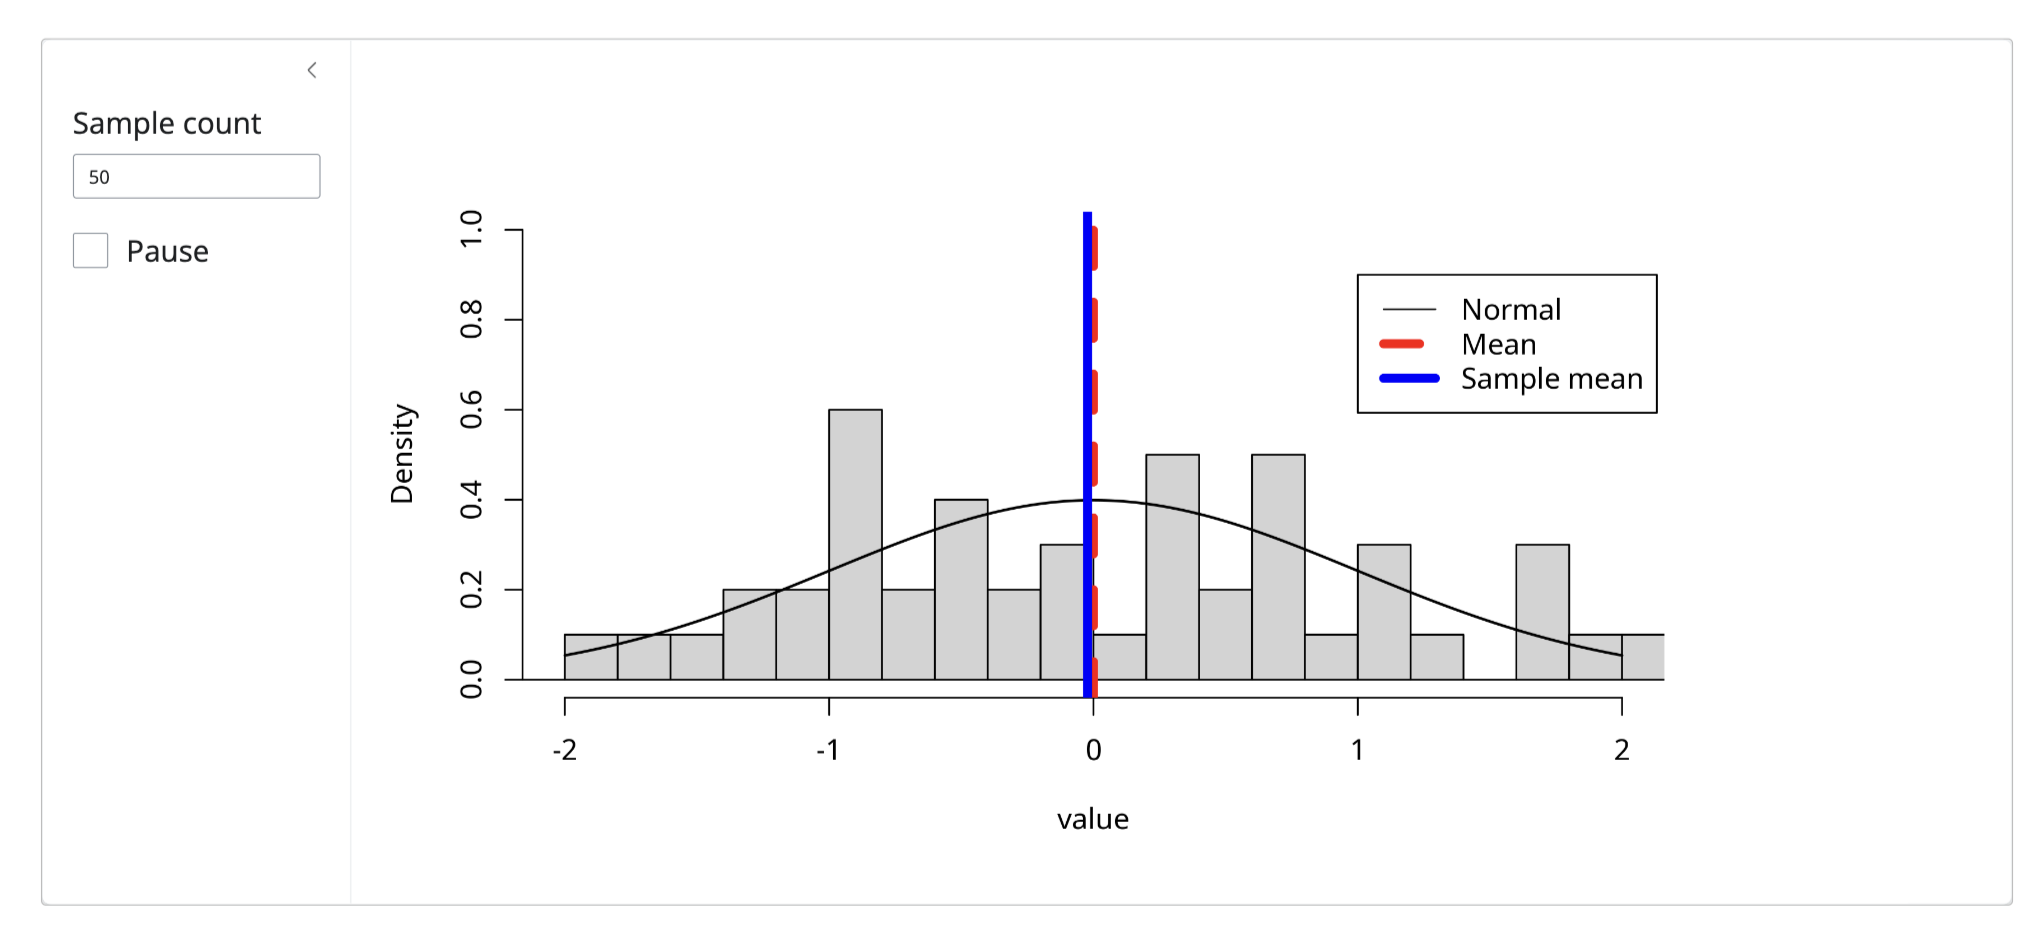 Sample count
50
Pause
1.0
0.8
0.6
0.4
0.2
0.0
Density
Normal
Mean
Sample mean
-2 -1 0 1 2
value